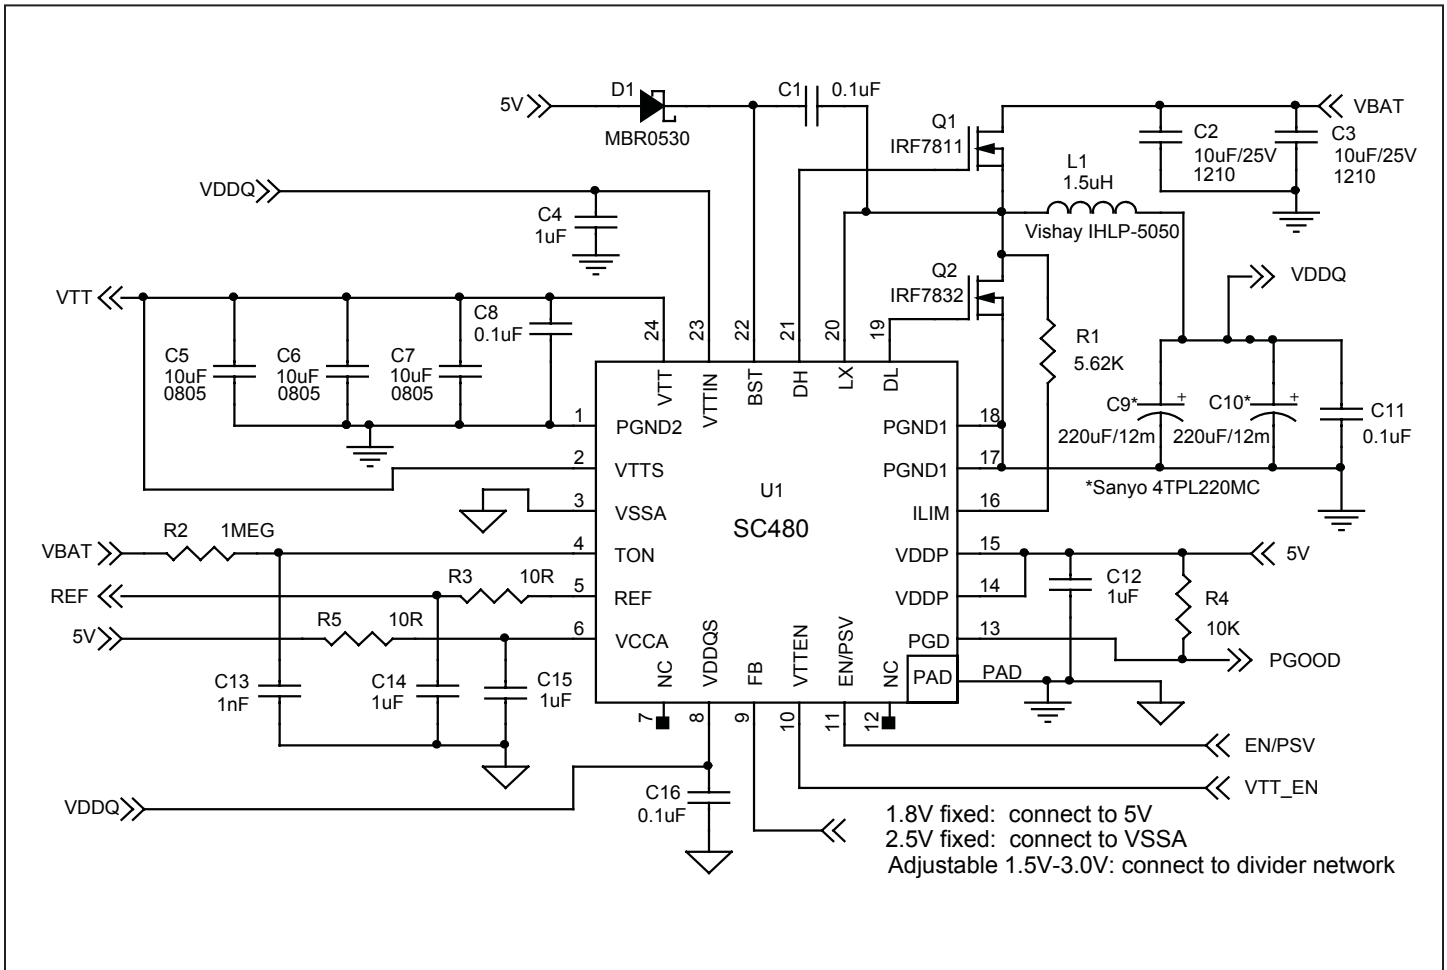 5V
D1
MBR0530
C1
0.1uF
Q1
IRF7811
VBAT
C2
10uF/25V
1210
C3
10uF/25V
1210
L1
1.5uH
Vishay IHLP-5050
VDDQ
C4
1uF
VTT
C5
10uF
0805
C6
10uF
0805
C7
10uF
0805
C8
0.1uF
Q2
IRF7832
VDDQ
R1
5.62K
24
23
22
21
20
19
VTT
VTTIN
BST
DH
LX
DL
C9*
+
220uF/12m
C10*
+
220uF/12m
C11
0.1uF
*Sanyo 4TPL220MC
1
PGND2
2
VTTS
3
VSSA
4
TON
5
REF
6
VCCA
U1
SC480
PGND1
18
PGND1
17
ILIM
16
VDDP
15
VDDP
14
PGD
13
PAD
PAD
NC
VDDQS
FB
VTTEN
EN/PSV
NC
7
8
9
10
11
12
VBAT
R2
1MEG
REF
R3
10R
5V
R5
10R
C13
1nF
C14
1uF
C15
1uF
5V
C12
1uF
R4
10K
PGOOD
EN/PSV
VTT_EN
VDDQ
C16
0.1uF
1.8V fixed: connect to 5V
2.5V fixed: connect to VSSA
Adjustable 1.5V-3.0V: connect to divider network